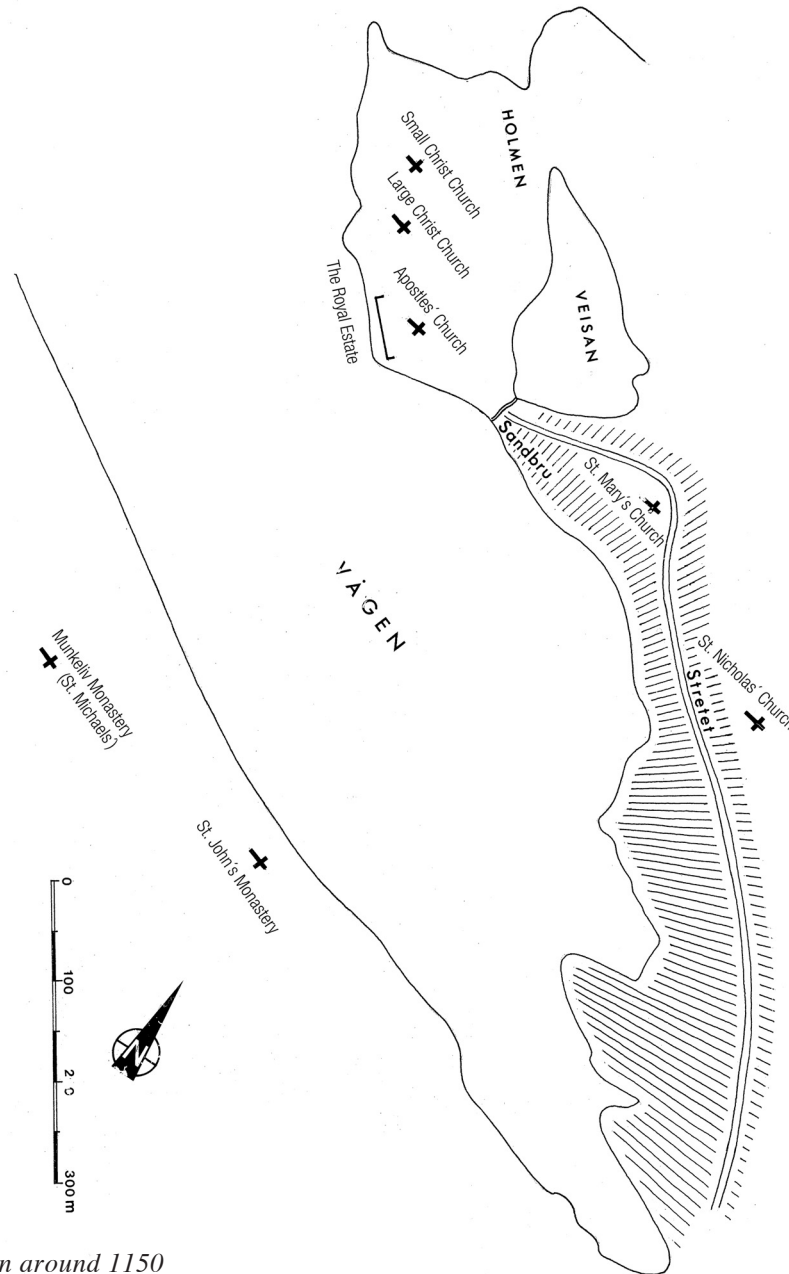 HOLMEN
Small Christ Church
Large Christ Church
VEISAN
Apostles´ Church
The Royal Estate
Sandbru
St. Mary´s Church
VÅGEN
St. Nicholas´ Church
Stretet
Munkeliv Monastery
(St. Michaels´)
St. John´s Monastery
0
100
300 m
N
around 1150